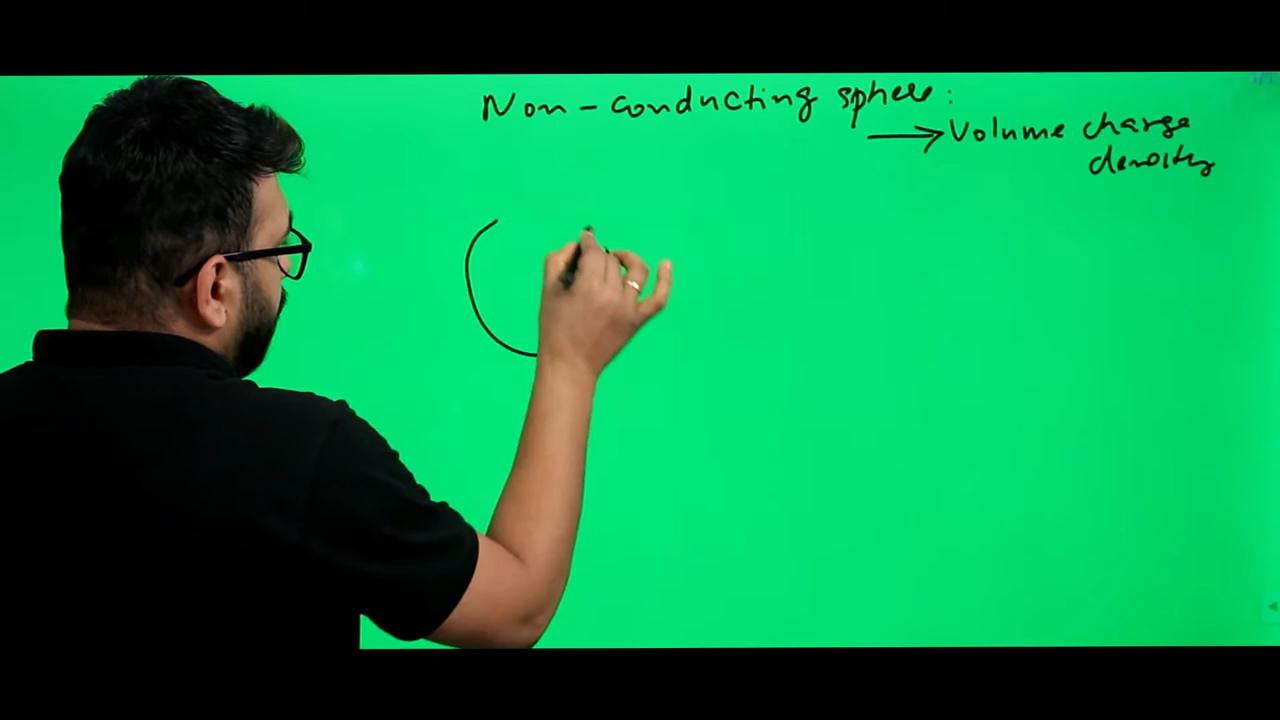 Non-conducting sphere:
→ Volume charge
density